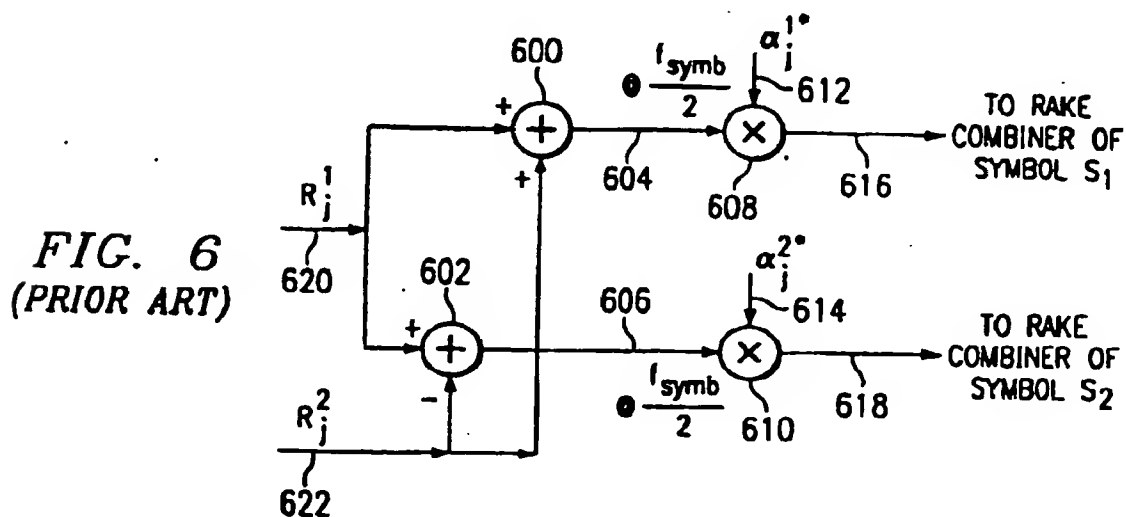 600
+
+
+
604
@ f_symb/2
α_j^1*
612
×
608
616
TO RAKE
COMBINER OF
SYMBOL S_1
R_j^1
620
FIG. 6
(PRIOR ART)
602
+
+
-
606
@ f_symb/2
α_j^2*
614
×
610
618
TO RAKE
COMBINER OF
SYMBOL S_2
R_j^2
622